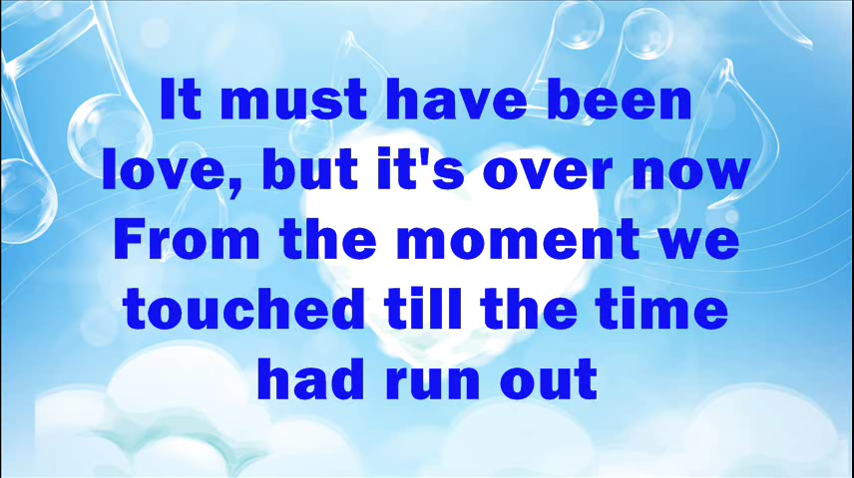 It must have been
love, but it's over now
From the moment we
touched till the time
had run out